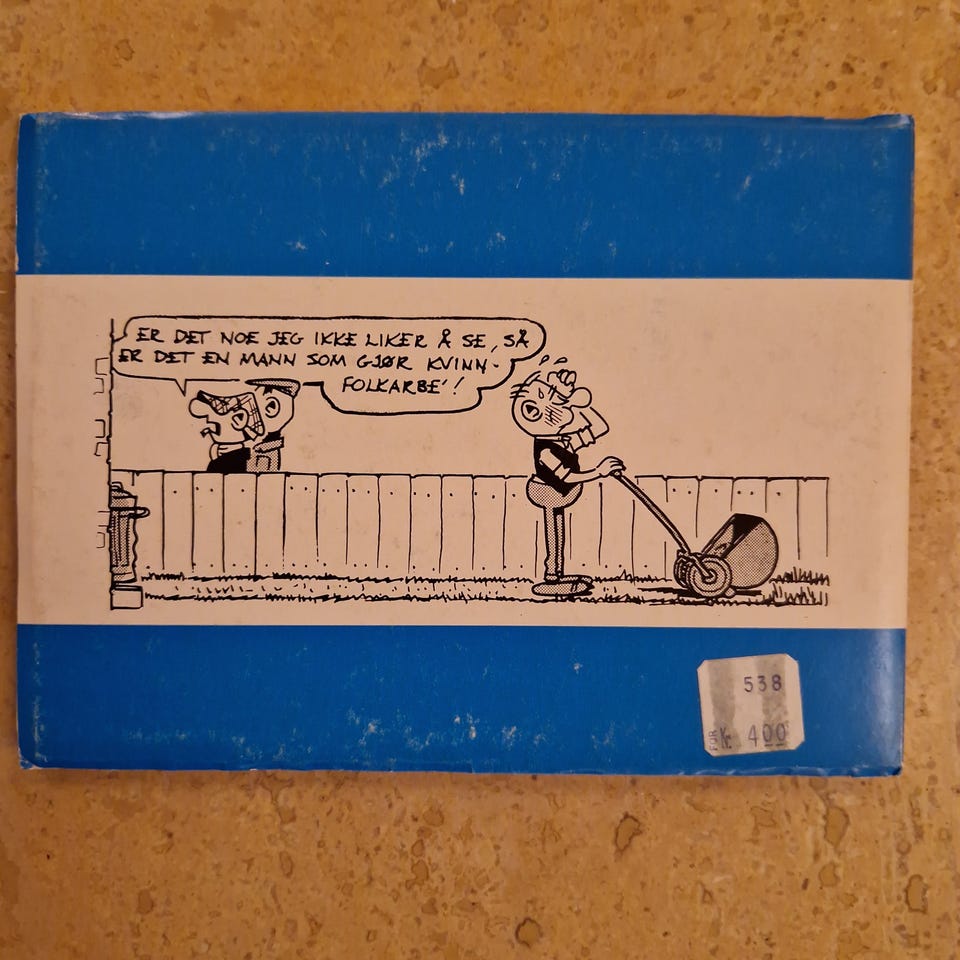 ER DET NOE JEG IKKE LIKER Å SE, SÅ
ER DET EN MANN SOM GJØR KVINN-
FOLKARBE'!
538
FOR Kr. 400